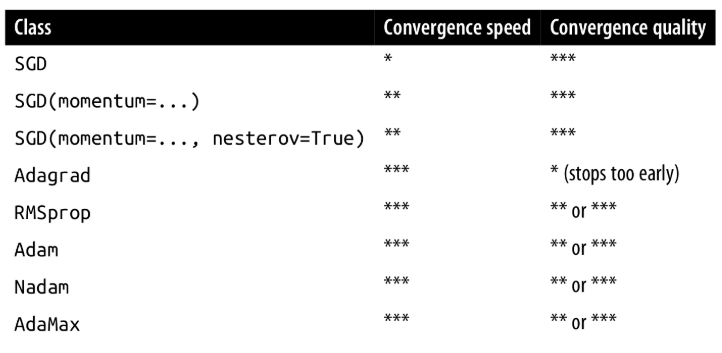 Class Convergence speed Convergence quality
SGD * ***
SGD(momentum=...) ** ***
SGD(momentum=..., nesterov=True) ** ***
Adagrad *** * (stops too early)
RMSprop *** ** or ***
Adam *** ** or ***
Nadam *** ** or ***
AdaMax *** ** or ***